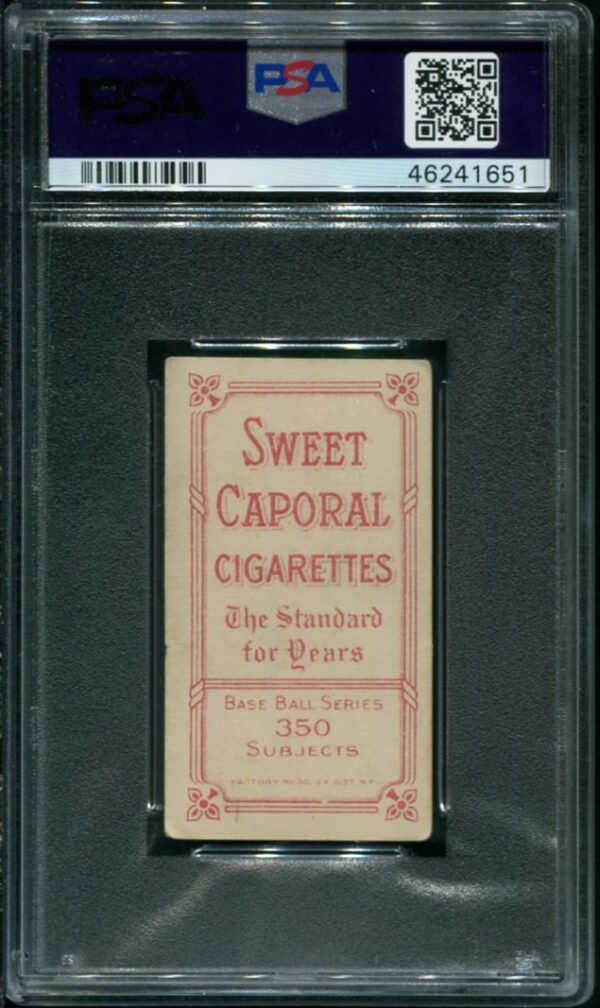 PSA
PSA
46241651
SWEET
CAPORAL
CIGARETTES
The Standard
for Years
BASE BALL SERIES
350
SUBJECTS
FACTORY No 30, 2d DIST. N.Y.